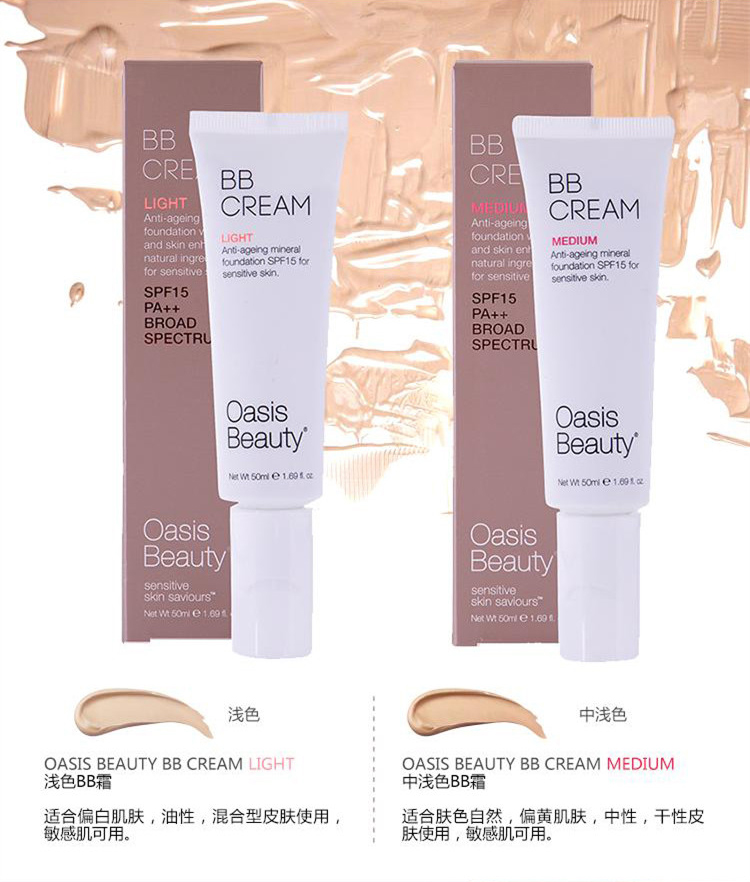 BB
CRE
LIGHT
Anti-ageing
foundation
and skin enh
natural ingre
for sensitive
SPF15
PA++
BROAD
SPECTRU
Oasis
Beauty
sensitive
skin saviours™
Net Wt 50ml ℮ 1.69 fl.
BB
CREAM
LIGHT
Anti-ageing mineral
foundation SPF15 for
sensitive skin.
Oasis
Beauty®
Net Wt 50ml ℮ 1.69 fl. oz
BB
CRE
MEDIUM
Anti-ageing
foundation
and skin enh
natural ingre
for sensitive
SPF15
PA++
BROAD
SPECTRU
Oasis
Beauty
sensitive
skin saviours™
Net Wt 50ml ℮ 1.69 fl.
BB
CREAM
MEDIUM
Anti-ageing mineral
foundation SPF15 for
sensitive skin.
Oasis
Beauty®
Net Wt 50ml ℮ 1.69 fl. oz
浅色
OASIS BEAUTY BB CREAM LIGHT
浅色BB霜
适合偏白肌肤，油性，混合型皮肤使用，
敏感肌可用。
中浅色
OASIS BEAUTY BB CREAM MEDIUM
中浅色BB霜
适合肤色自然，偏黄肌肤，中性，干性皮
肤使用，敏感肌可用。